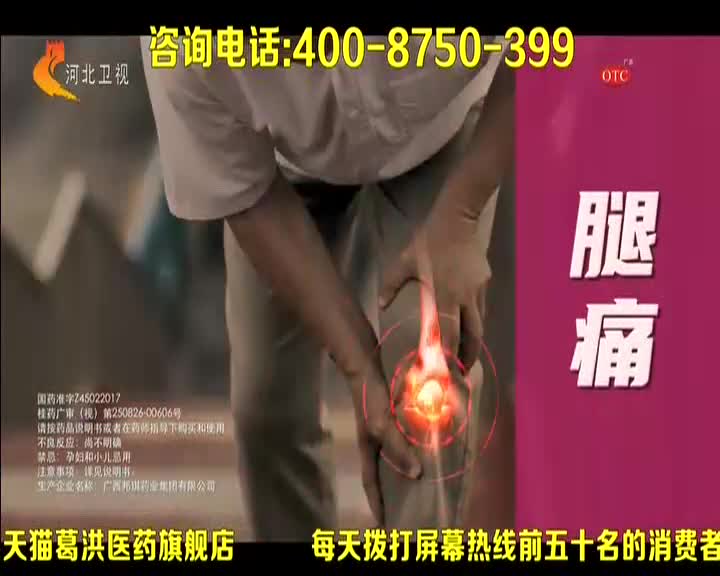 咨询电话:400-8750-399
河北卫视
广告
OTC
腿
痛
国药准字Z45022017
桂药广审（视）第250826-00606号
请按药品说明书或者在药师指导下购买和使用
不良反应：尚不明确
禁忌：孕妇和小儿忌用
注意事项：详见说明书。
生产企业名称：广西邦琪药业集团有限公司
天猫葛洪医药旗舰店 每天拨打屏幕热线前五十名的消费者